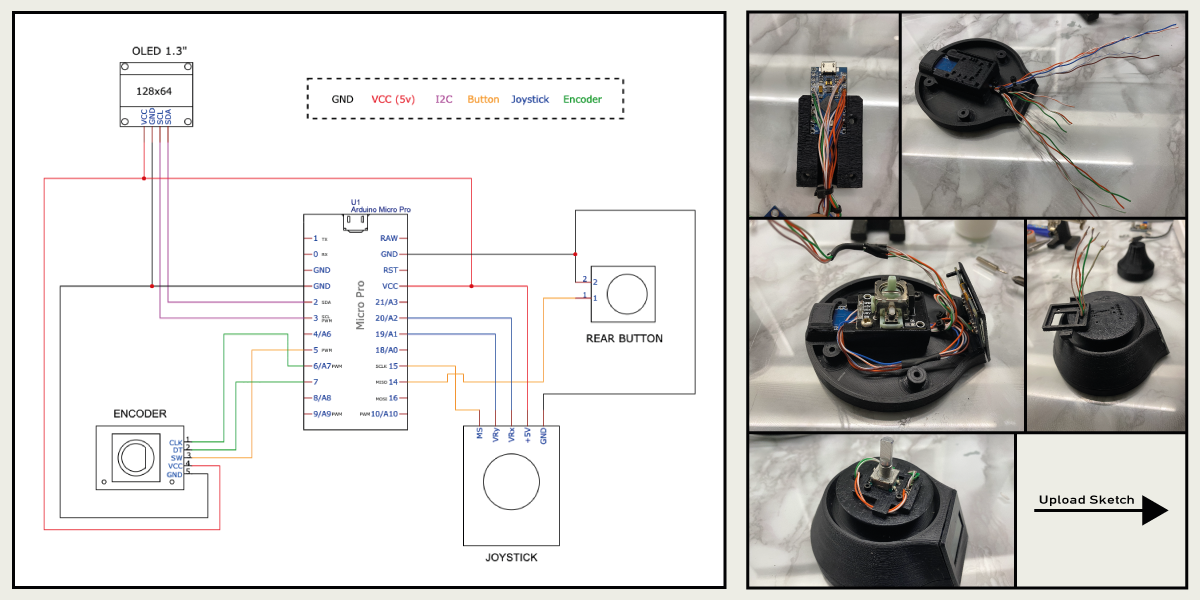 OLED 1.3"
128x64
VCC
GND
SCL
SDA
GND VCC (5v) I2C Button Joystick Encoder
U1
Arduino Micro Pro
Micro Pro
1 TX
0 RX
GND
GND
2 SDA
3 SCL PWM
4/A6
5 PWM
6/A7 PWM
7
8/A8
9/A9 PWM
RAW
GND
RST
VCC
21/A3
20/A2
19/A1
18/A0
SCLK 15
MISO 14
MOSI 16
PWM 10/A10
2 2
1 1
REAR BUTTON
ENCODER
CLK 1
DT 2
SW 3
VCC 4
GND 5
MS
VRy
VRx
+5V
GND
JOYSTICK
Upload Sketch